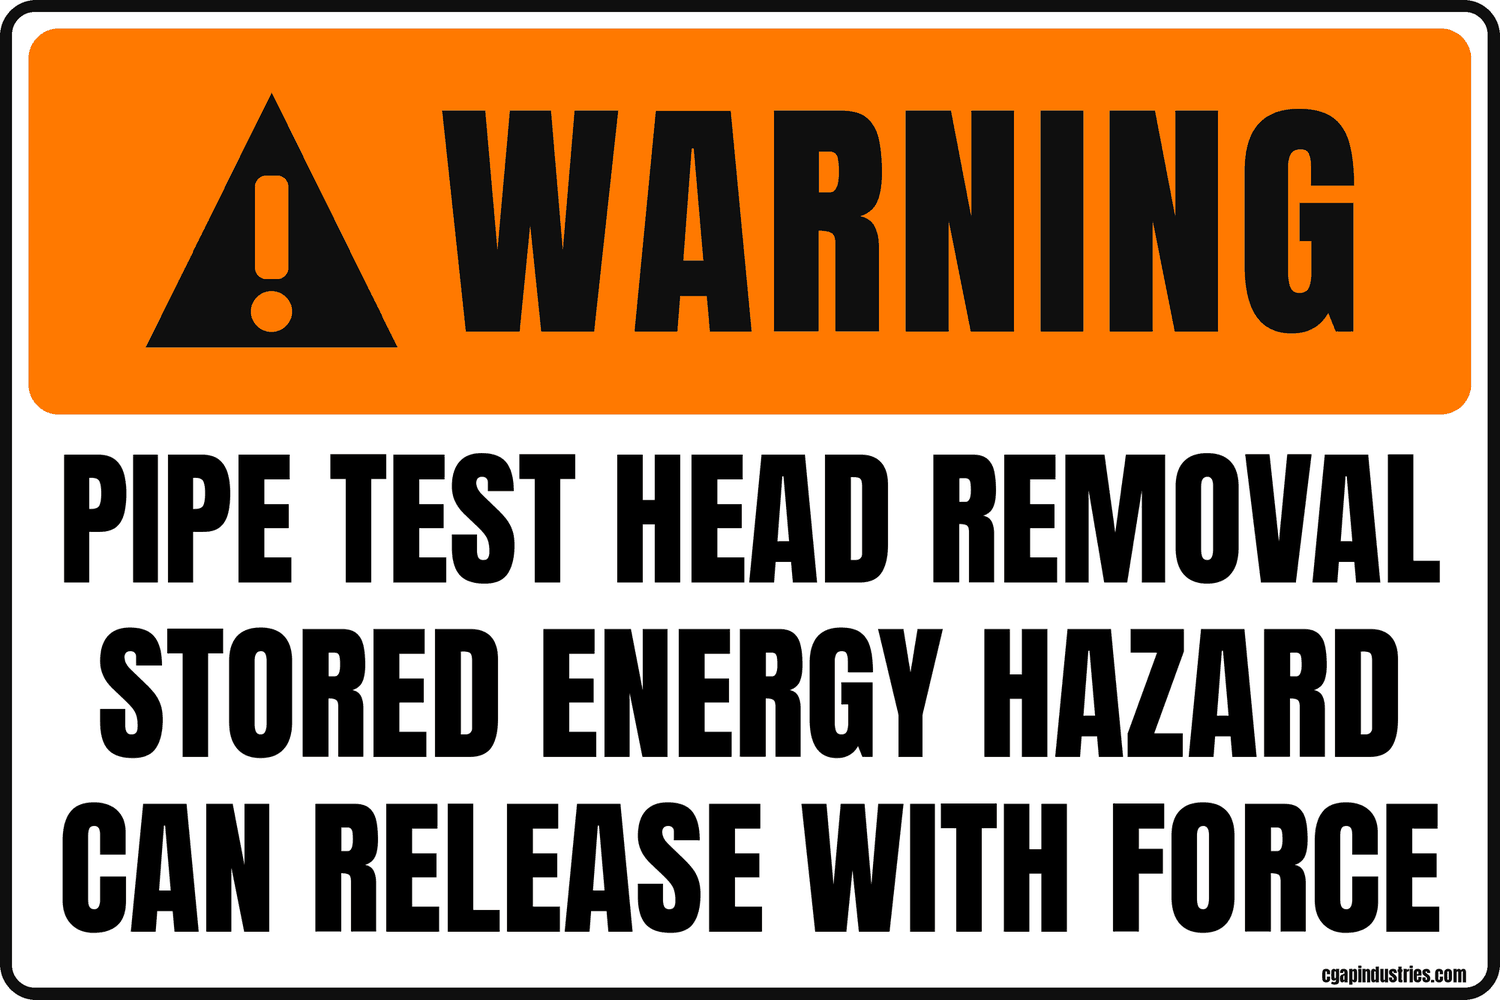 WARNING
PIPE TEST HEAD REMOVAL
STORED ENERGY HAZARD
CAN RELEASE WITH FORCE
cgapindustries.com